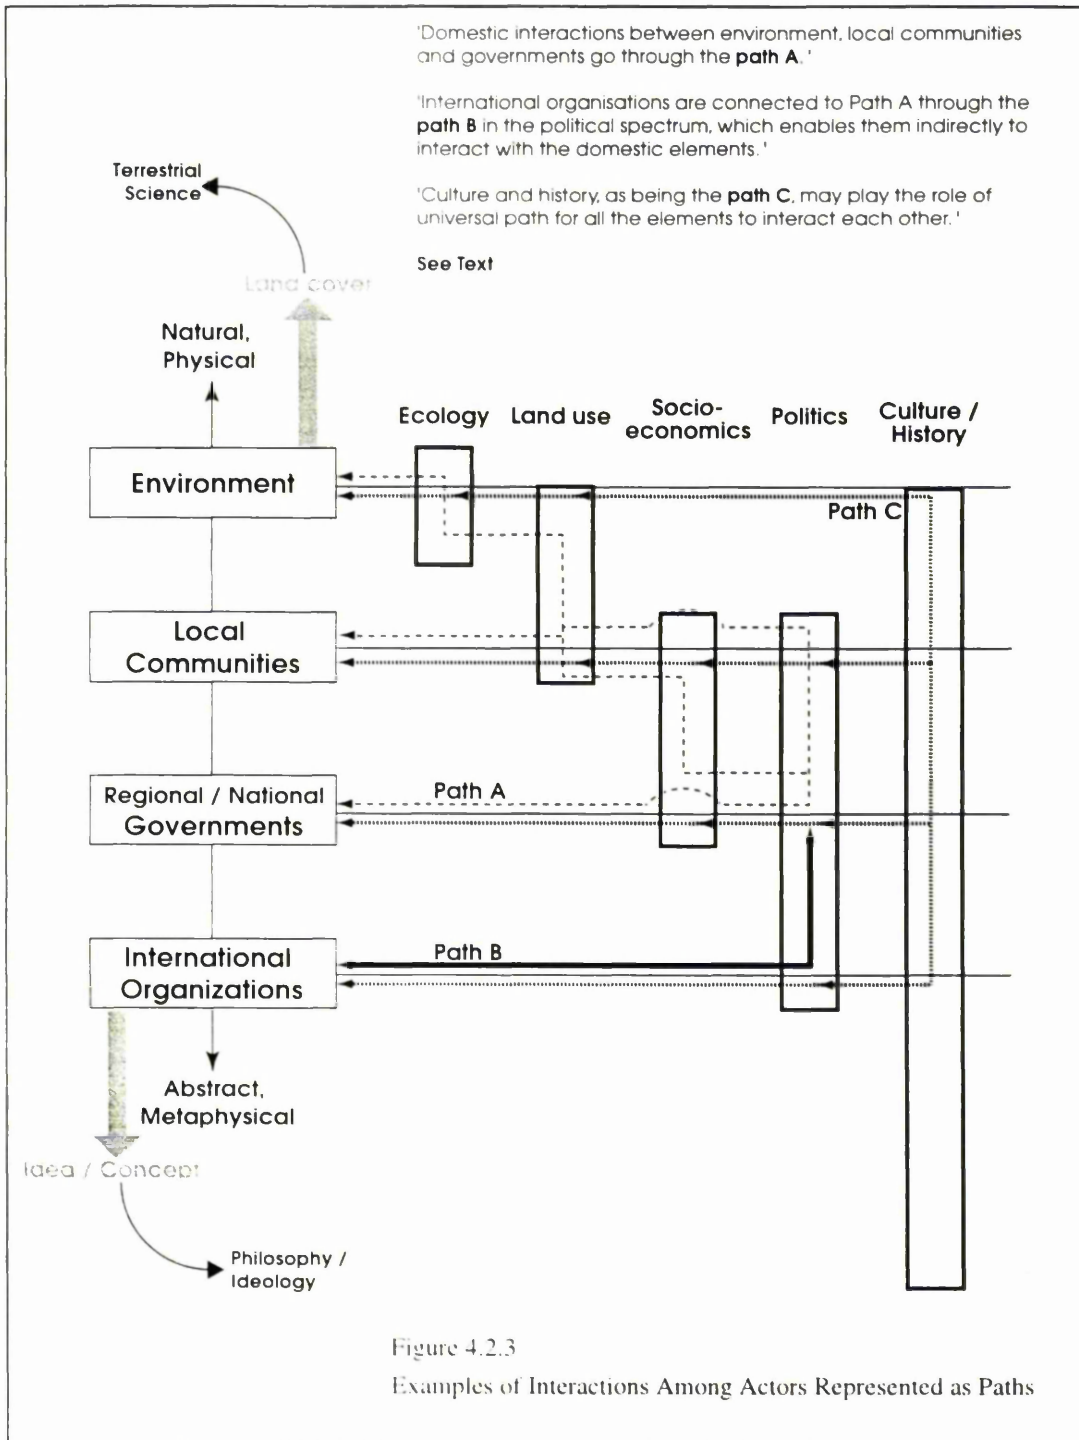 'Domestic interactions between environment, local communities
and governments go through the path A.'
'International organisations are connected to Path A through the
path B in the political spectrum, which enables them indirectly to
interact with the domestic elements.'
'Culture and history, as being the path C, may play the role of
universal path for all the elements to interact each other.'
See Text
Terrestrial
Science
Land cover
Natural,
Physical
Ecology
Land use
Socio-
economics
Politics
Culture /
History
Environment
Path C
Local
Communities
Regional / National
Governments
Path A
International
Organizations
Path B
Abstract,
Metaphysical
Idea / Concept
Philosophy /
Ideology
Figure 4.2.3
Examples of Interactions Among Actors Represented as Paths